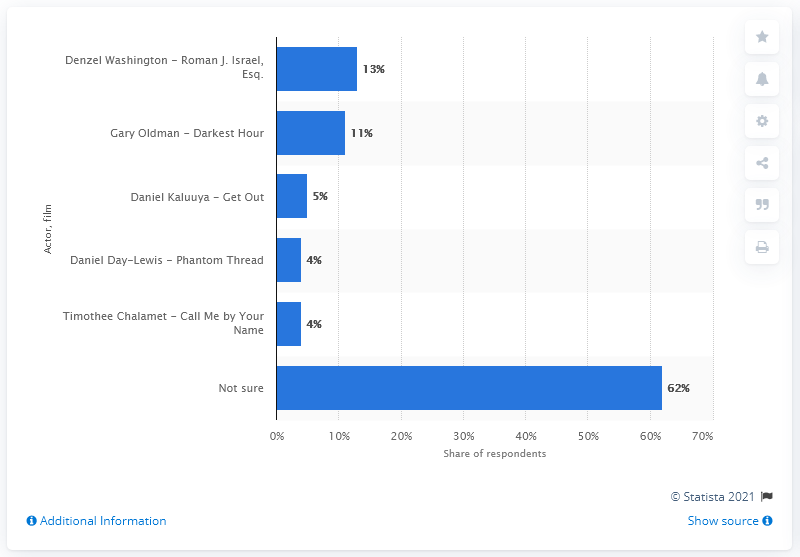 Denzel Washington - Roman J. Israel,
Esq.
13%
Gary Oldman - Darkest Hour
11%
Daniel Kaluuya - Get Out
5%
Daniel Day-Lewis - Phantom Thread
4%
Timothee Chalamet - Call Me by Your
Name
4%
Not sure
62%
Actor, film
0% 10% 20% 30% 40% 50% 60% 70%
Share of respondents
© Statista 2021
Additional Information
Show source